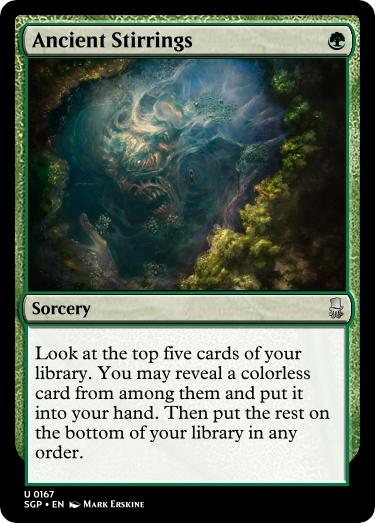 Ancient Stirrings
Sorcery
Look at the top five cards of your
library. You may reveal a colorless
card from among them and put it
into your hand. Then put the rest on
the bottom of your library in any
order.
U 0167
SGP • EN Mark Erskine